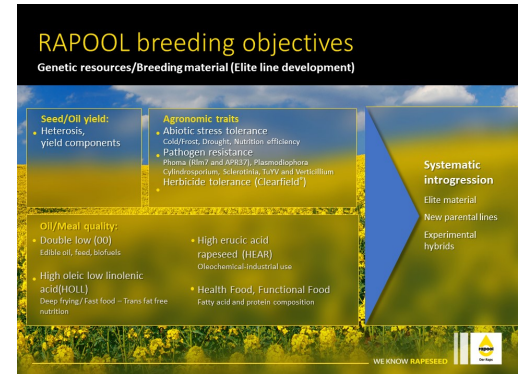 RAPOOL breeding objectives
Genetic resources/Breeding material (Elite line development)
Seed/Oil yield:
Heterosis,
yield components
Agronomic traits
Abiotic stress tolerance
Cold/Frost, Drought, Nutrition efficiency
Pathogen resistance
Phoma (Rlm7 and APR37), Plasmodiophora
Cylindrosporium, Sclerotinia, TuYV and Verticillium
Herbicide tolerance (Clearfield®)
Systematic
introgression
Elite material
New parental lines
Experimental
hybrids
Oil/Meal quality:
Double low (00)
Edible oil, feed, biofuels
High oleic low linolenic
acid(HOLL)
Deep frying/ Fast food – Trans fat free
nutrition
High erucic acid
rapeseed (HEAR)
Oleochemical-industrial use
Health Food, Functional Food
Fatty acid and protein composition
WE KNOW RAPESEED
rapool
Der Raps.